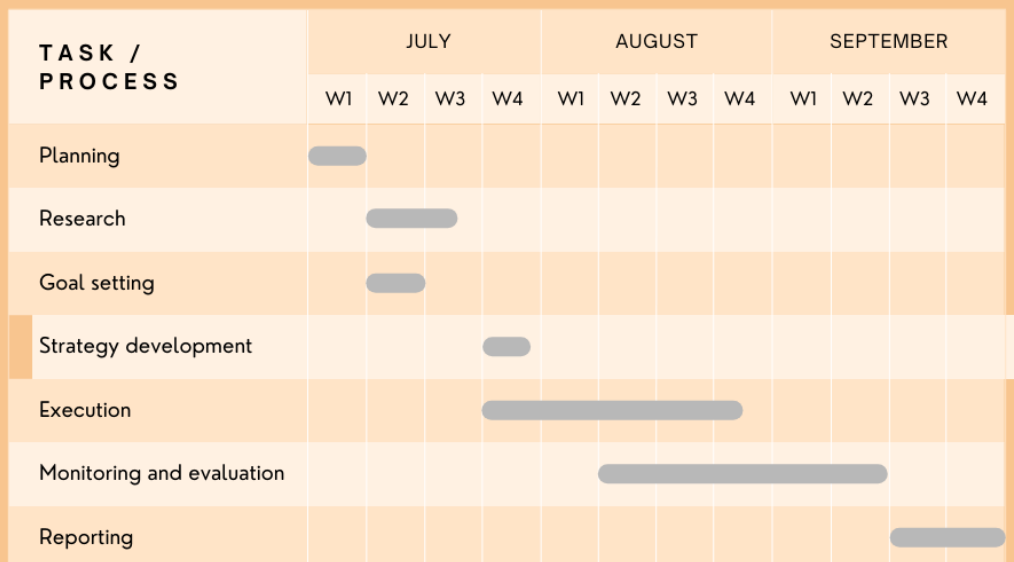 TASK /
PROCESS
JULY AUGUST SEPTEMBER
W1 W2 W3 W4 W1 W2 W3 W4 W1 W2 W3 W4
Planning
Research
Goal setting
Strategy development
Execution
Monitoring and evaluation
Reporting